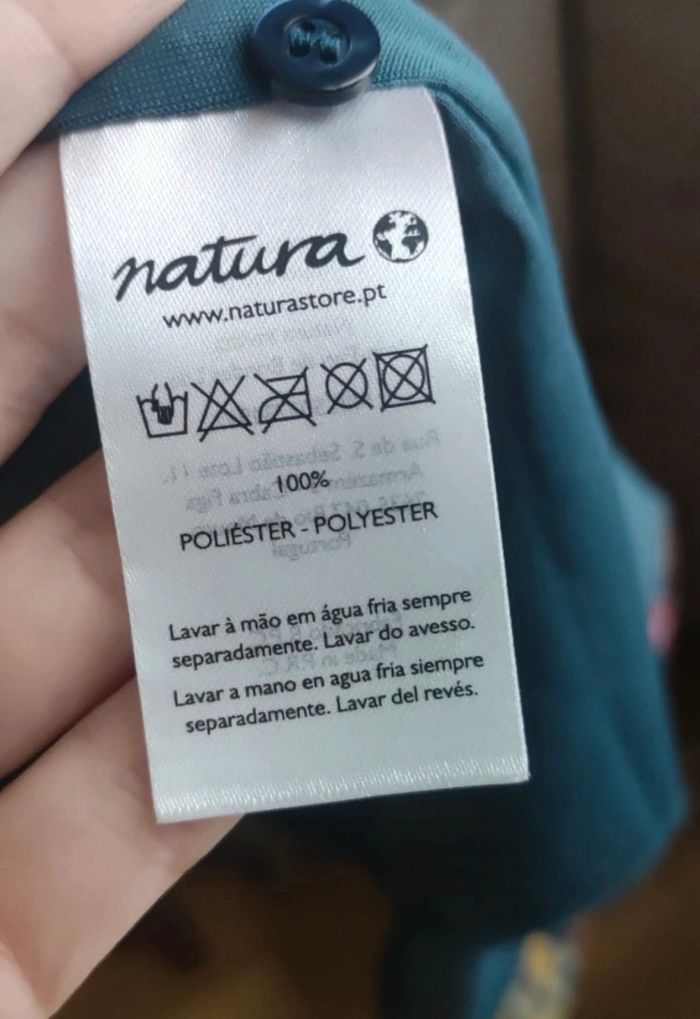 natura
www.naturastore.pt
100%
POLIÉSTER - POLYESTER
Lavar à mão em água fria sempre
separadamente. Lavar do avesso.
Lavar a mano en agua fria siempre
separadamente. Lavar del revés.